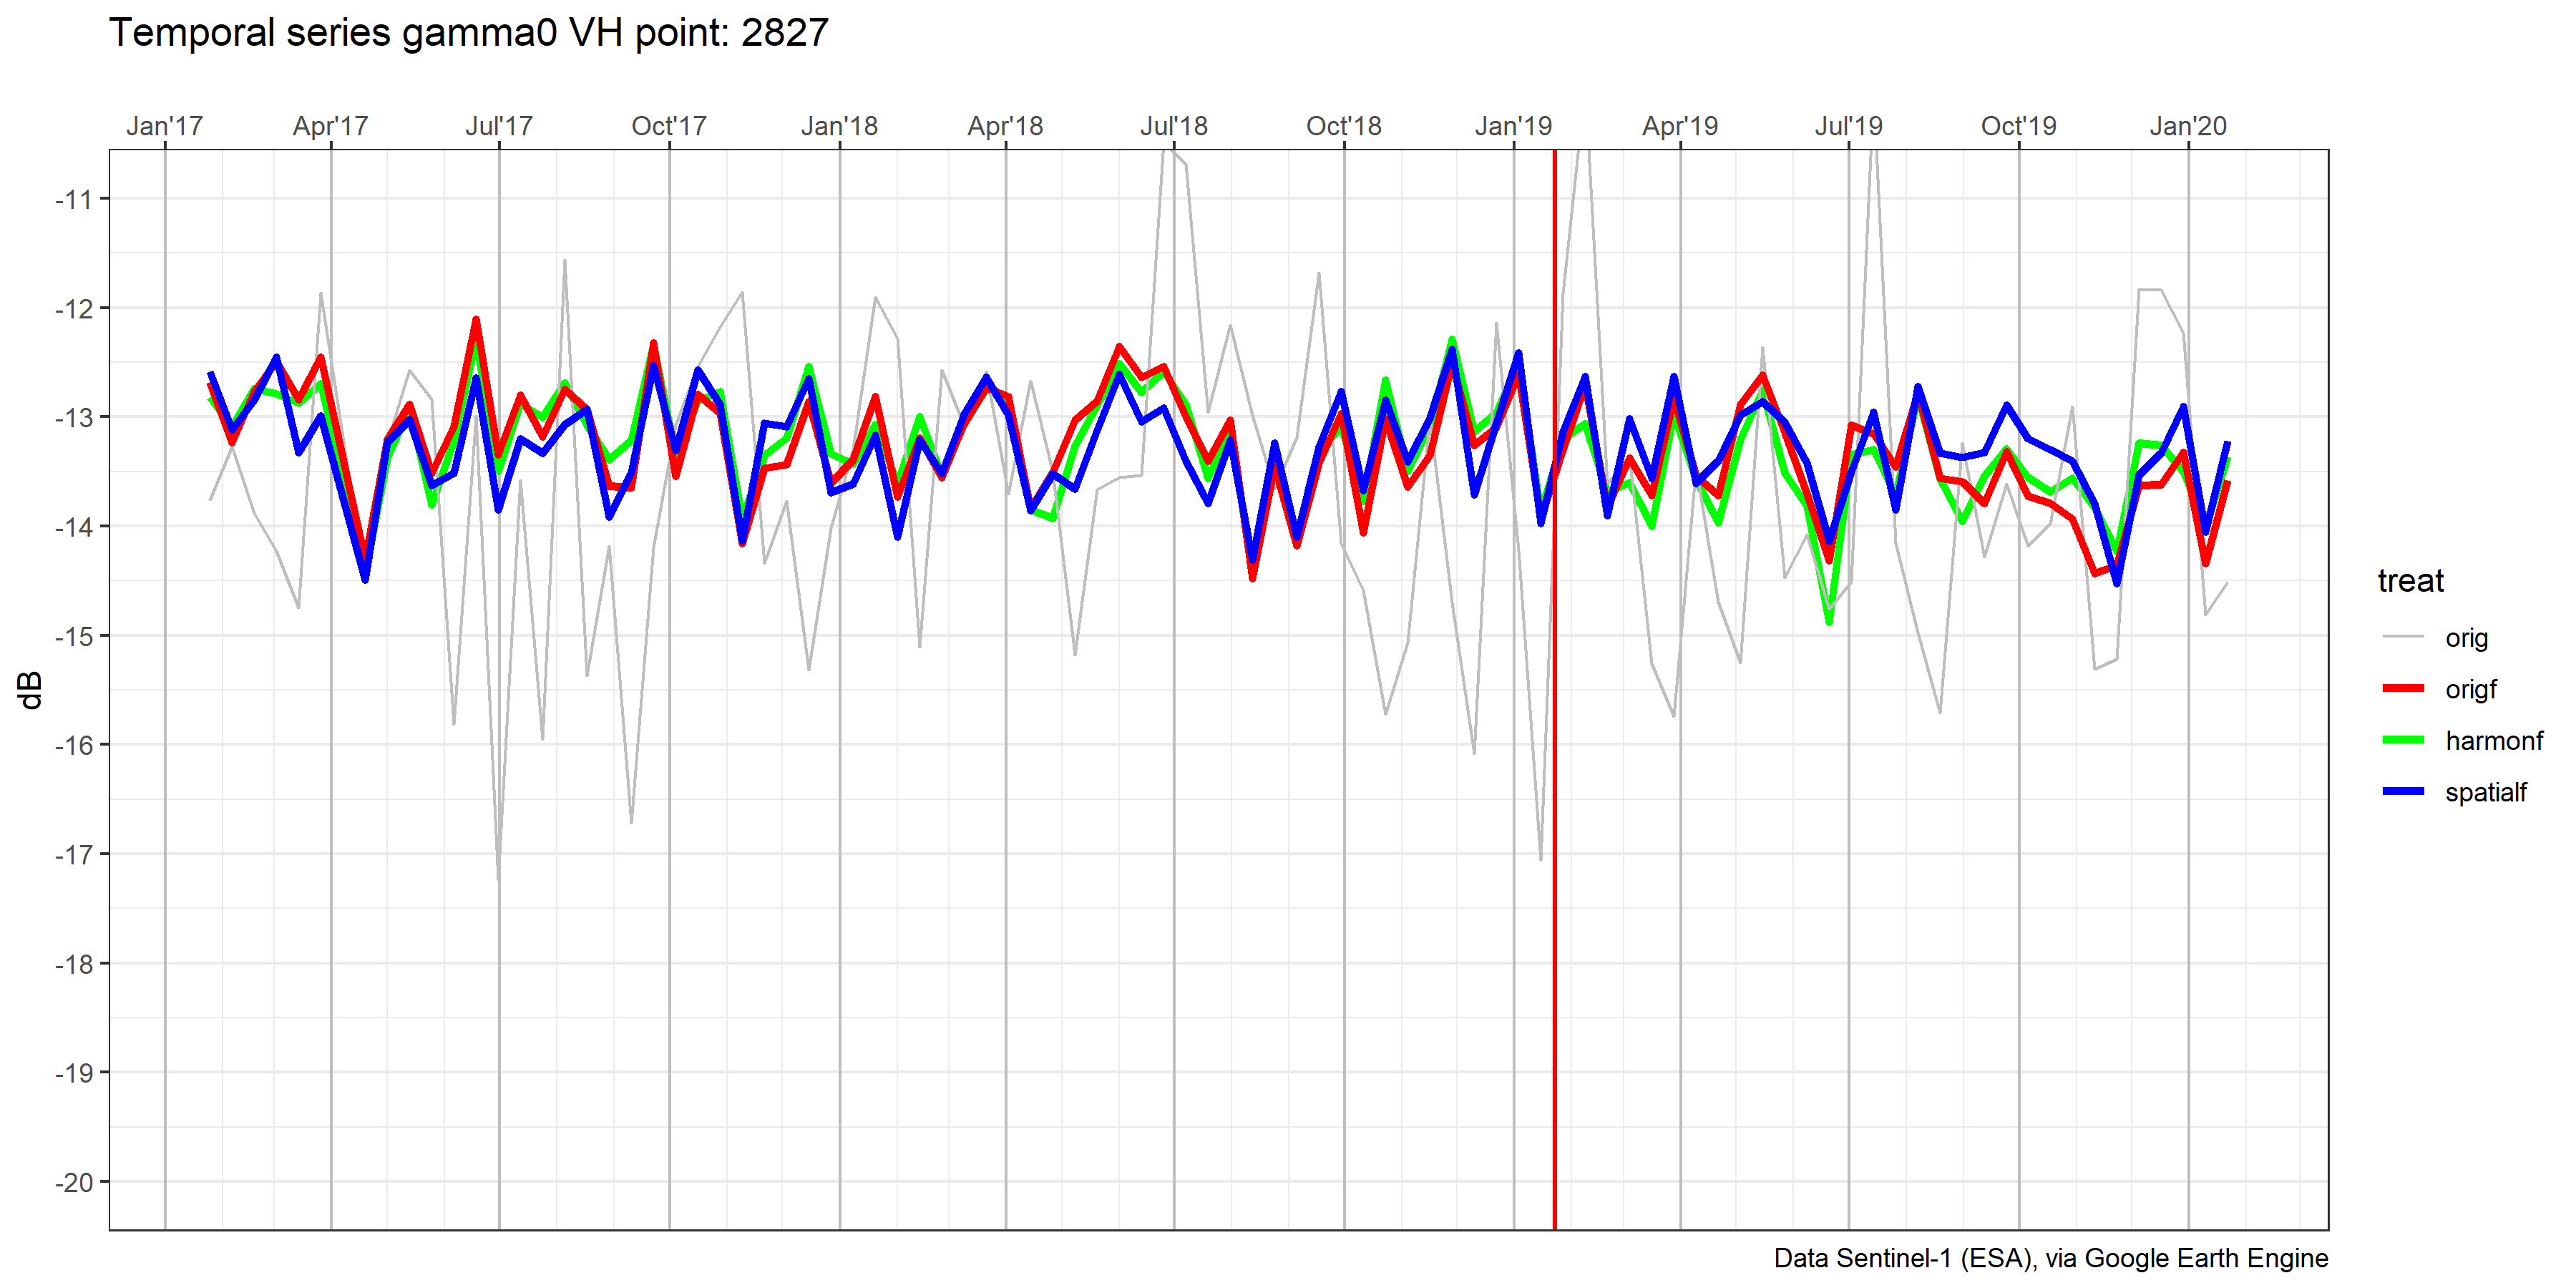 Temporal series gamma0 VH point: 2827
Jan'17 Apr'17 Jul'17 Oct'17 Jan'18 Apr'18 Jul'18 Oct'18 Jan'19 Apr'19 Jul'19 Oct'19 Jan'20
-11
-12
-13
-14
-15
-16
-17
-18
-19
-20
dB
treat
orig
origf
harmonf
spatialf
Data Sentinel-1 (ESA), via Google Earth Engine